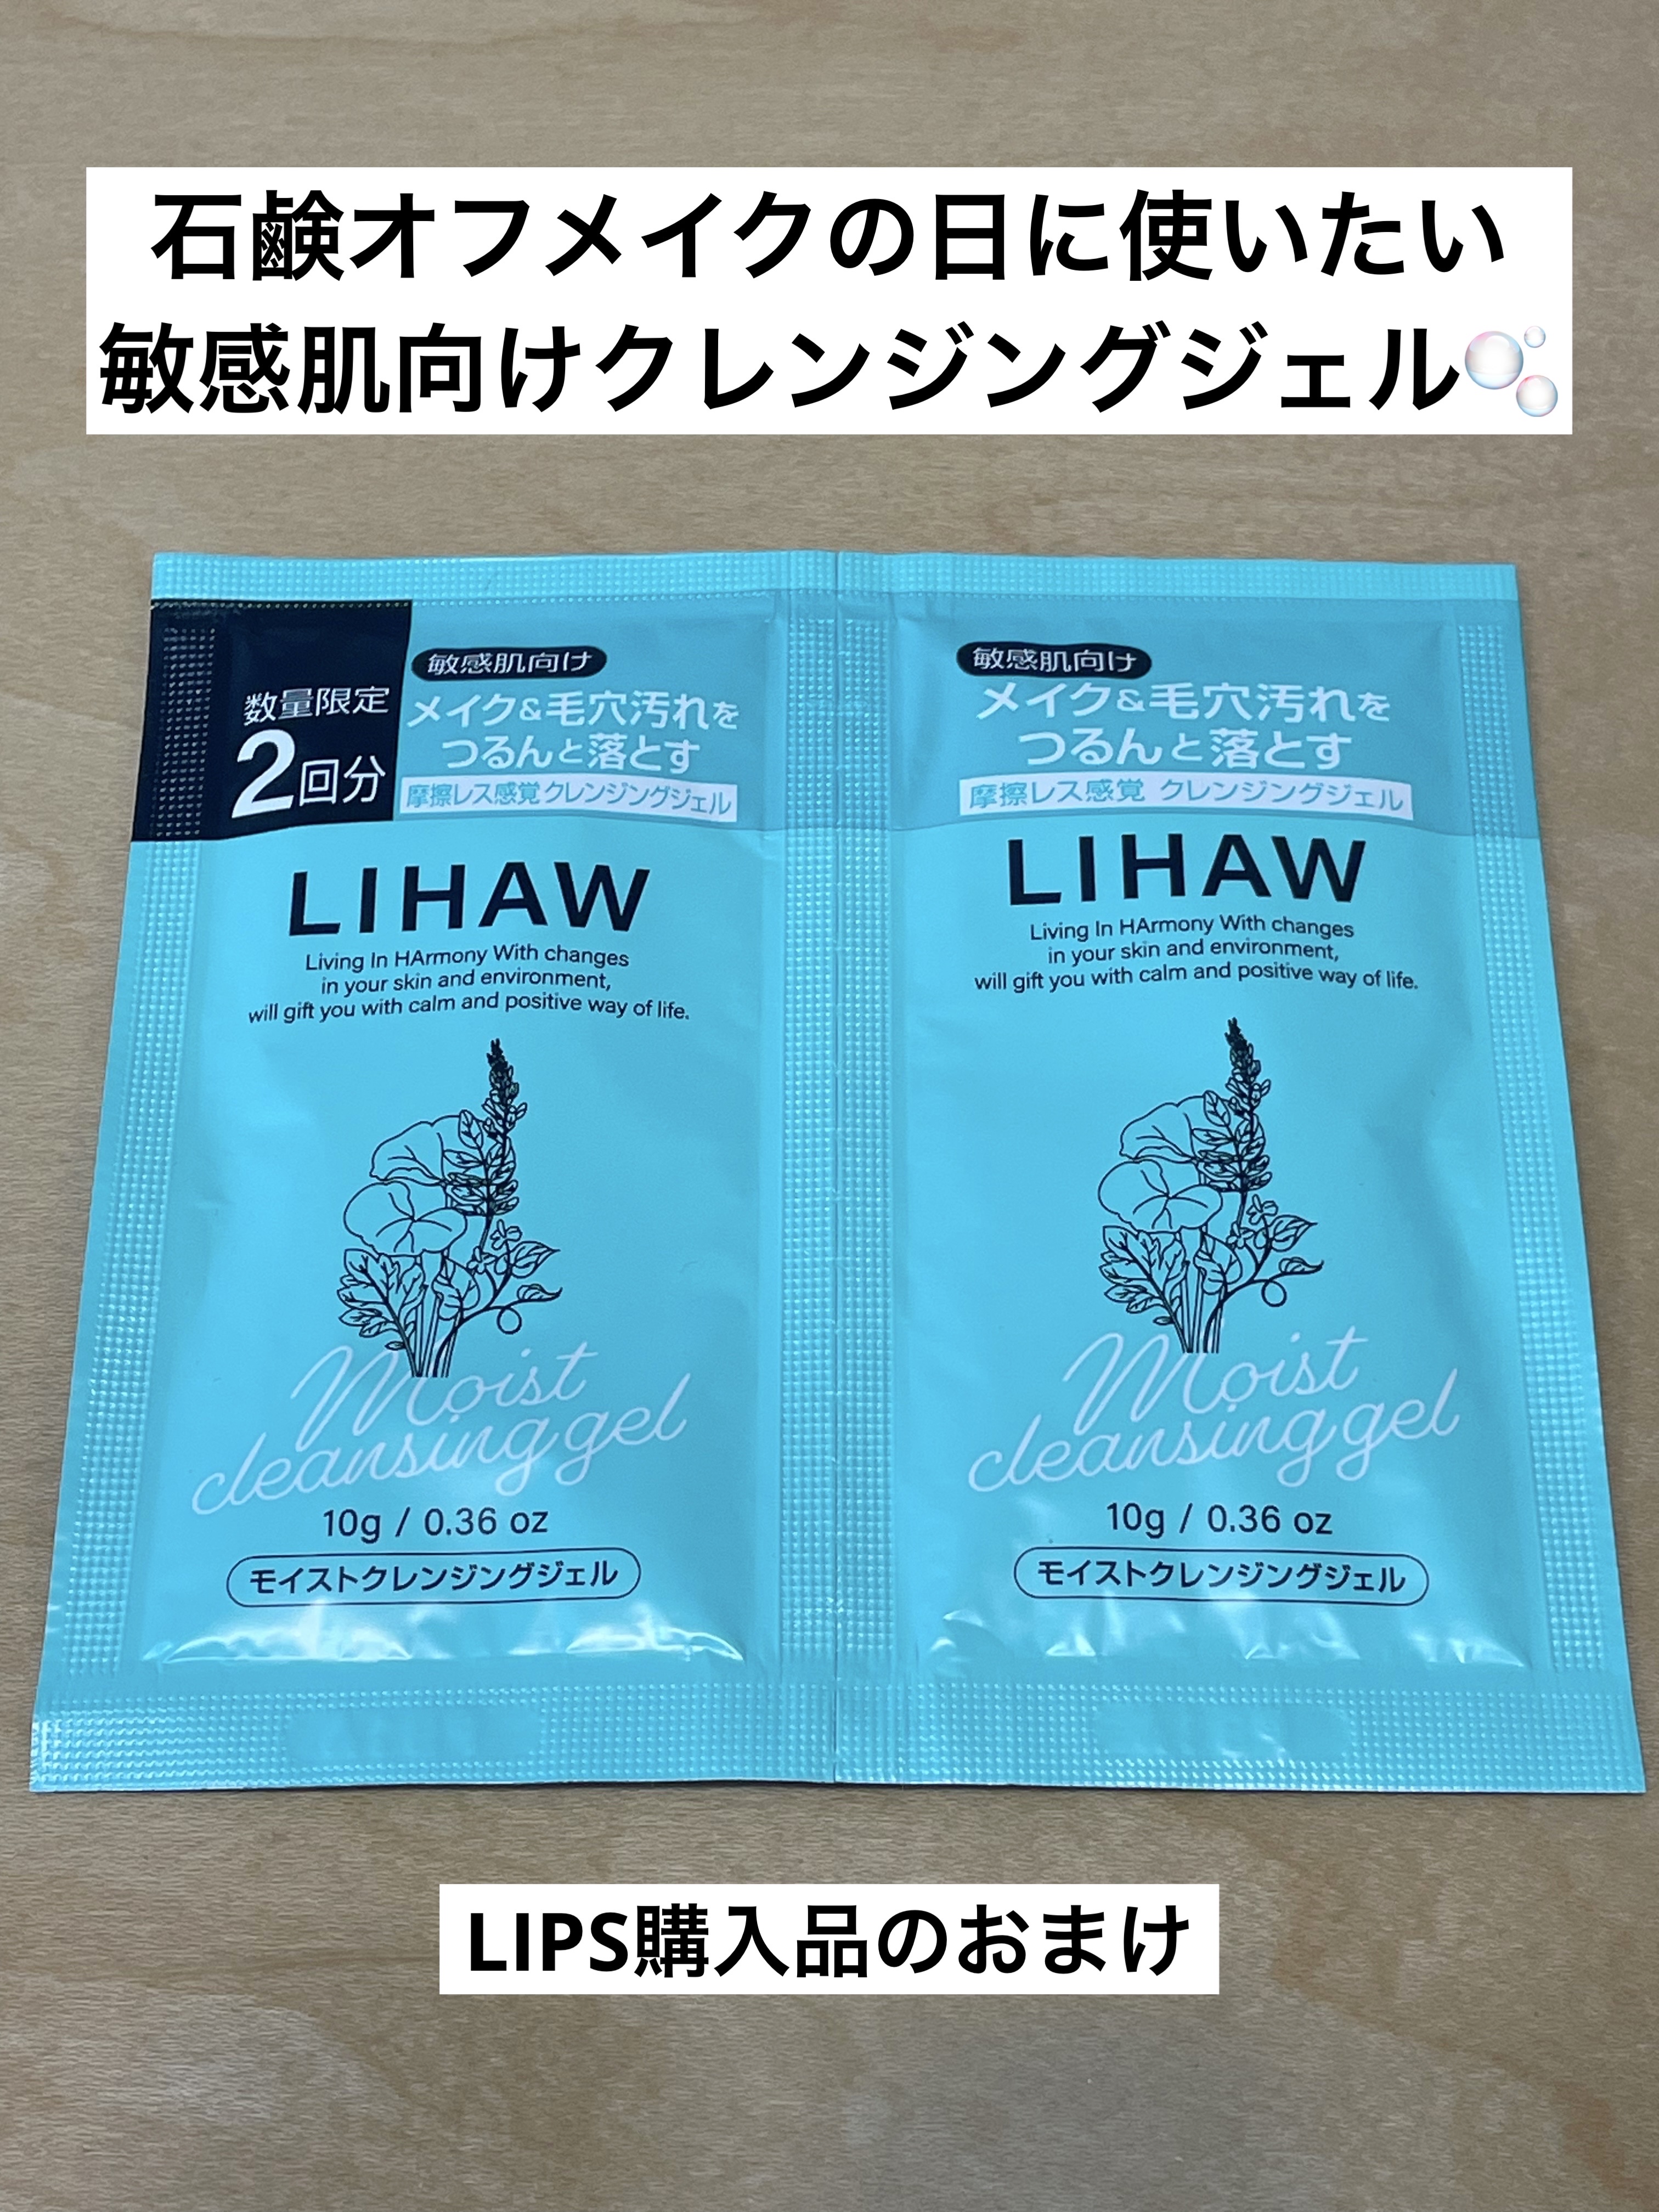 石鹸オフメイクの日に使いたい
敏感肌向けクレンジングジェル🫧
数量限定
2回分
敏感肌向け
メイク&毛穴汚れを
つるんと落とす
摩擦レス感覚クレンジングジェル
LIHAW
Living In HArmony With changes
in your skin and environment,
will gift you with calm and positive way of life.
Moist
cleansing gel
10g / 0.36 oz
モイストクレンジングジェル
敏感肌向け
メイク&毛穴汚れを
つるんと落とす
摩擦レス感覚 クレンジングジェル
LIHAW
Living In HArmony With changes
in your skin and environment,
will gift you with calm and positive way of life.
Moist
cleansing gel
10g / 0.36 oz
モイストクレンジングジェル
LIPS購入品のおまけ